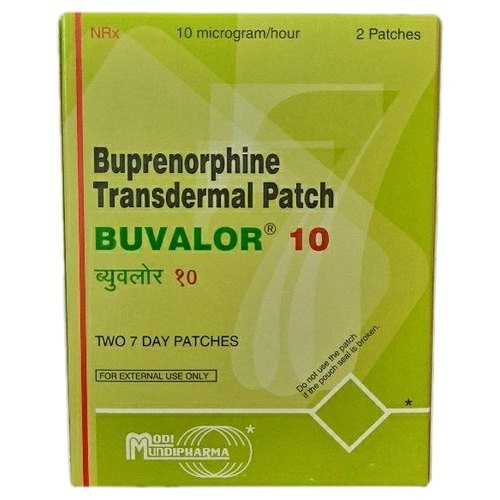 NRx 10 microgram/hour 2 Patches
Buprenorphine
Transdermal Patch
BUVALOR® 10
ब्युवलोर १०
TWO 7 DAY PATCHES
FOR EXTERNAL USE ONLY
Do not use the patch
if the pouch seal is broken.
*
MODI
MUNDIPHARMA
*